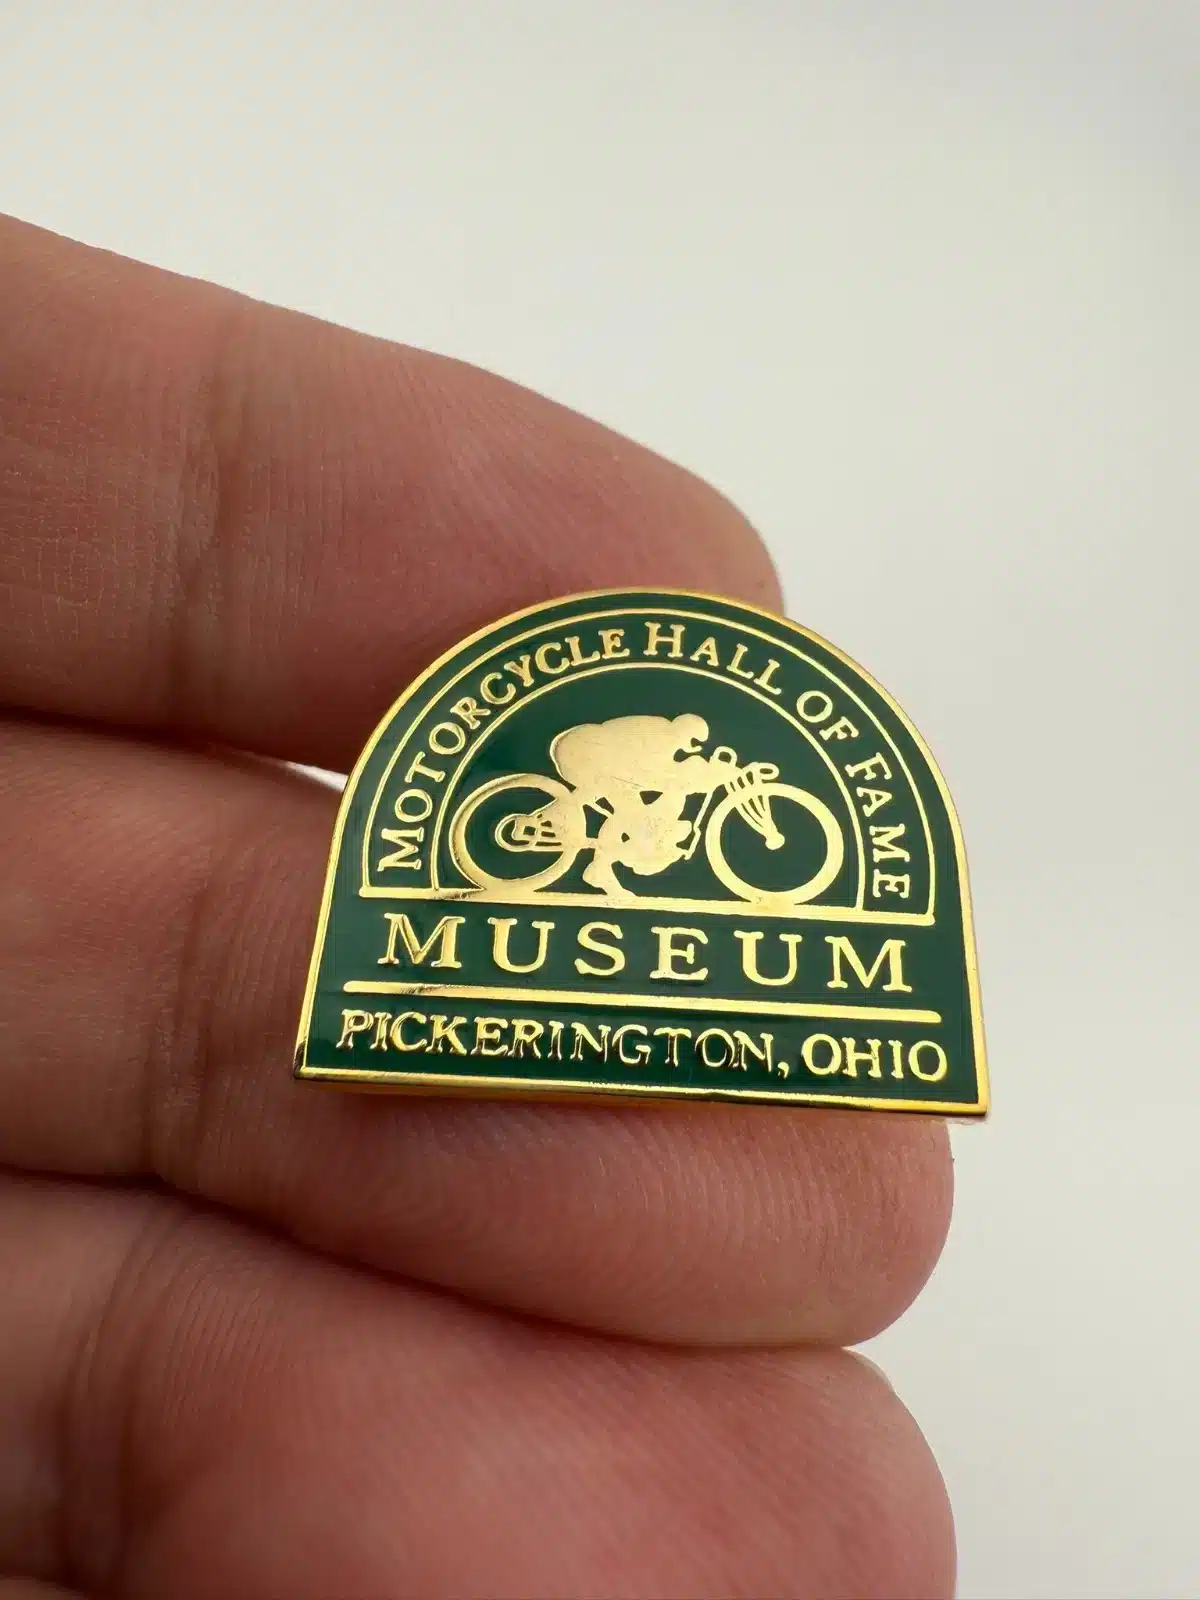 MOTORCYCLE HALL OF FAME
MUSEUM
PICKERINGTON, OHIO